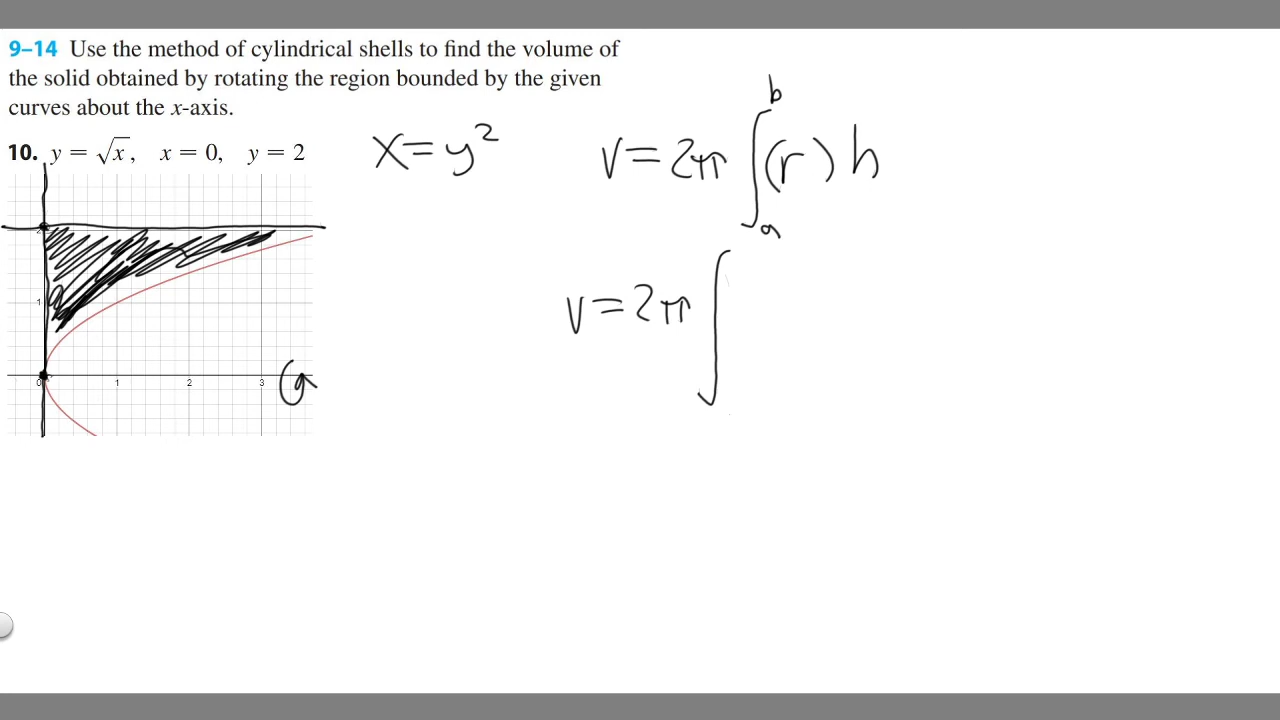 9–14 Use the method of cylindrical shells to find the volume of
the solid obtained by rotating the region bounded by the given
curves about the x-axis.
10. y = √x, x = 0, y = 2
x=y²
b
v=2π∫(r)h
a
v=2π∫
2
1
0 1 2 3